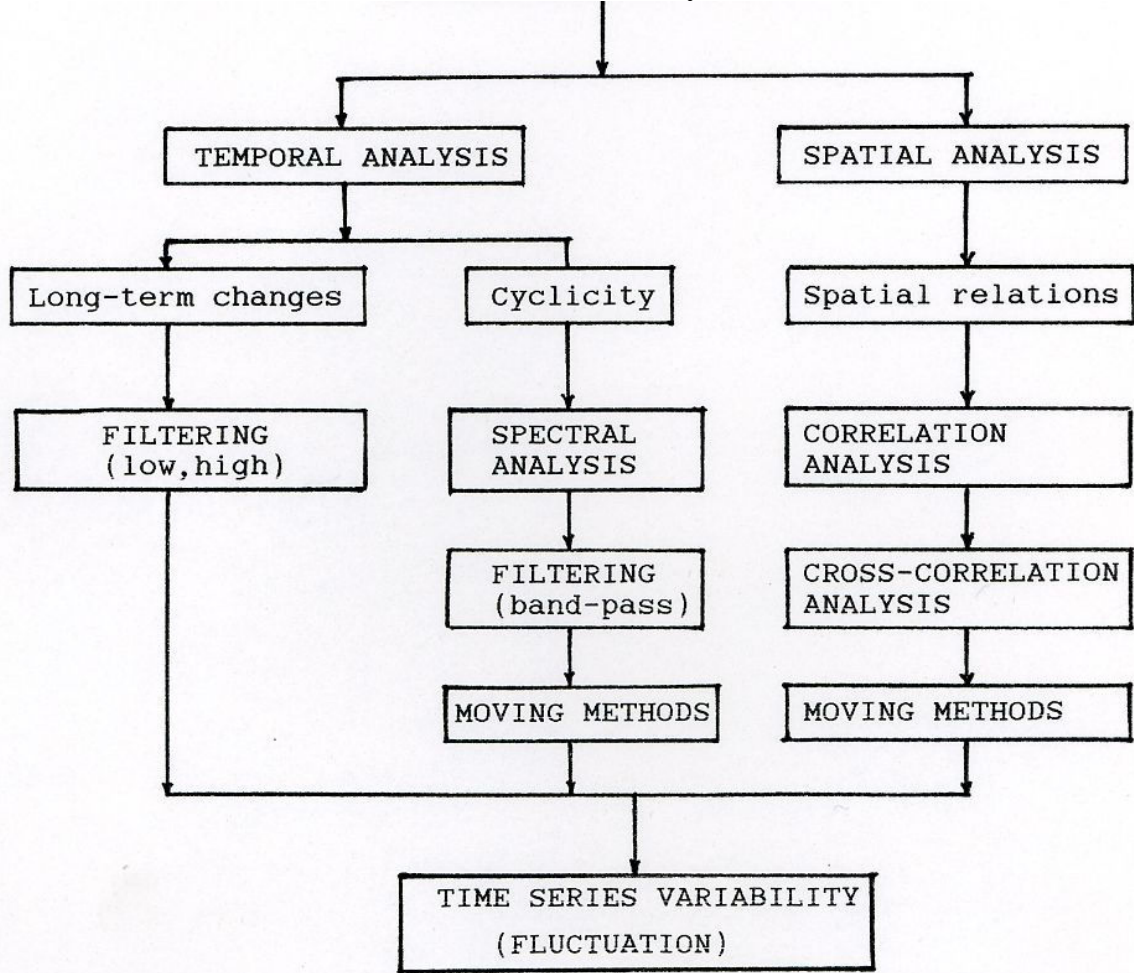 TEMPORAL ANALYSIS
SPATIAL ANALYSIS
Long-term changes
Cyclicity
Spatial relations
FILTERING
(low,high)
SPECTRAL
ANALYSIS
CORRELATION
ANALYSIS
FILTERING
(band-pass)
CROSS-CORRELATION
ANALYSIS
MOVING METHODS
MOVING METHODS
TIME SERIES VARIABILITY
(FLUCTUATION)